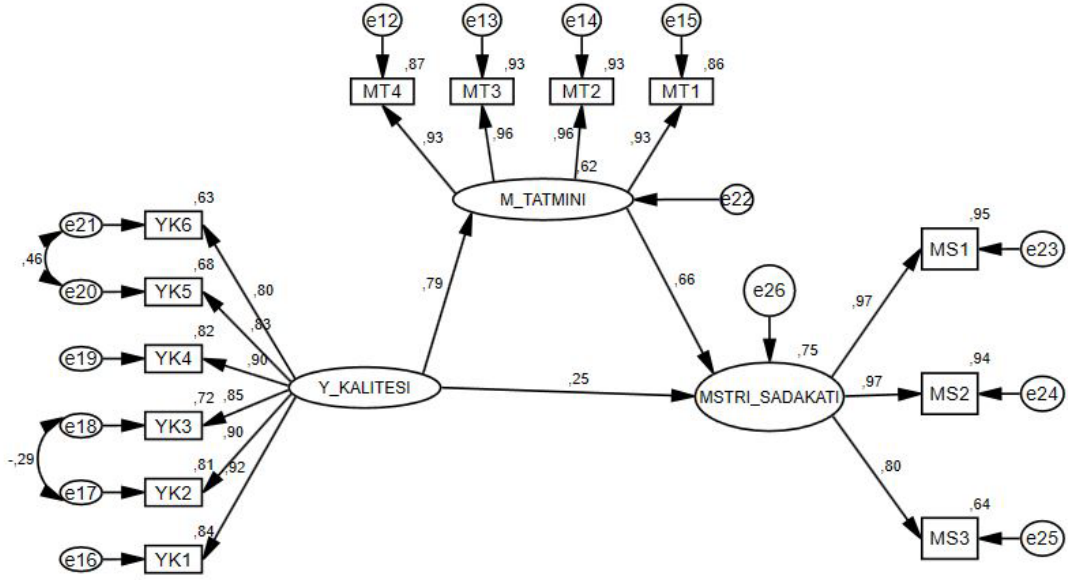 e12 e13 e14 e15
,87 ,93 ,93 ,86
MT4 MT3 MT2 MT1
,93 ,96 ,96 ,93
,62
M_TATMINI e22
,63
e21 YK6
,46
,68
e20 YK5
,80
,83
,82
e19 YK4
,90
Y_KALITESI
,79
,25
,66
e26
,75
MSTRI_SADAKATI
,72 ,85
e18 YK3
,90
-,29
,81 ,92
e17 YK2
,84
e16 YK1
,95
MS1 e23
,97
,94
,97
MS2 e24
,80
,64
MS3 e25